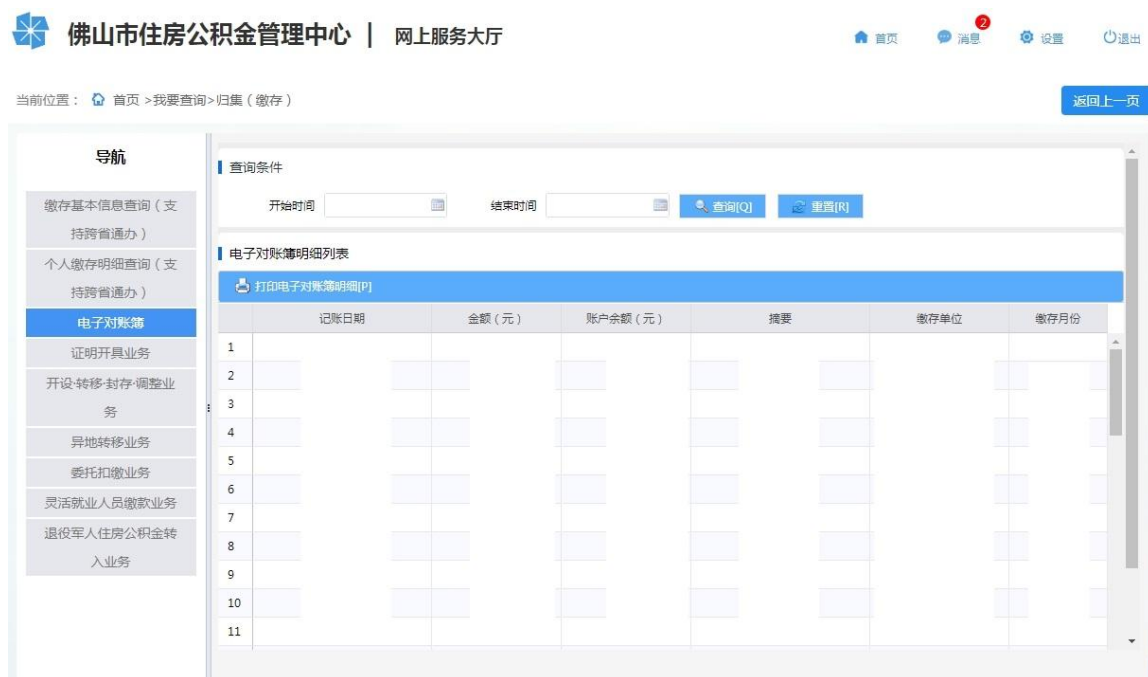 佛山市住房公积金管理中心 | 网上服务大厅
首页 消息 2 设置 退出
当前位置： 首页 >我要查询>归集（缴存）
返回上一页
导航
缴存基本信息查询（支
持跨省通办）
个人缴存明细查询（支
持跨省通办）
电子对账簿
证明开具业务
开设·转移·封存·调整业
务
异地转移业务
委托扣缴业务
灵活就业人员缴款业务
退役军人住房公积金转
入业务
查询条件
开始时间 结束时间 查询[Q] 重置[R]
电子对账簿明细列表
打印电子对账簿明细[P]
记账日期 金额（元） 账户余额（元） 摘要 缴存单位 缴存月份
1
2
3
4
5
6
7
8
9
10
11